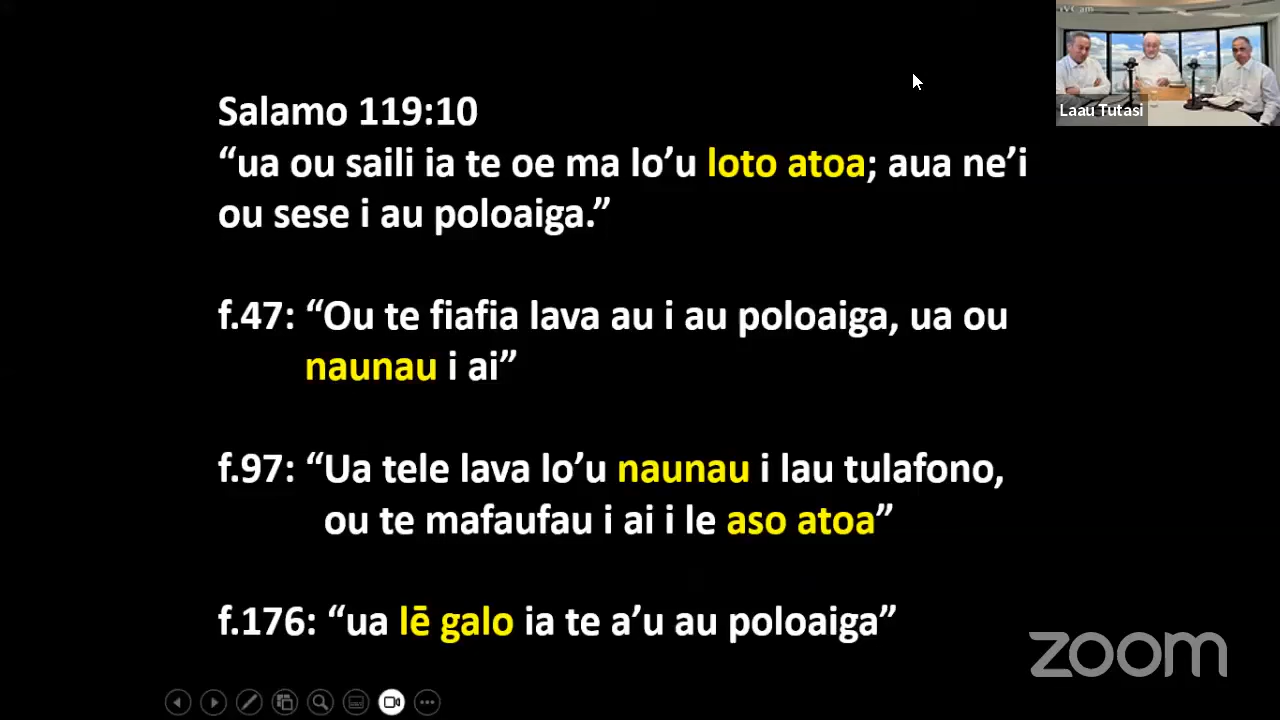 Salamo 119:10
“ua ou saili ia te oe ma lo’u loto atoa; aua ne’i
ou sese i au poloaiga.”
f.47: “Ou te fiafia lava au i au poloaiga, ua ou
naunau i ai”
f.97: “Ua tele lava lo’u naunau i lau tulafono,
ou te mafaufau i ai i le aso atoa”
f.176: “ua lē galo ia te a’u au poloaiga”
Laau Tutasi
zoom